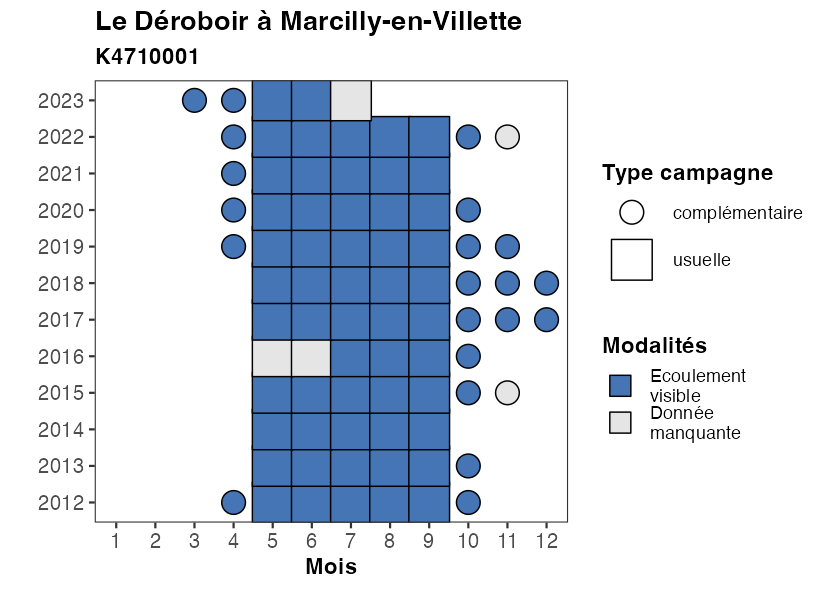 Le Déroboir à Marcilly-en-Villette
K4710001
2023
2022
2021
2020
2019
2018
2017
2016
2015
2014
2013
2012
1 2 3 4 5 6 7 8 9 10 11 12
Mois
Type campagne
complémentaire
usuelle
Modalités
Ecoulement
visible
Donnée
manquante